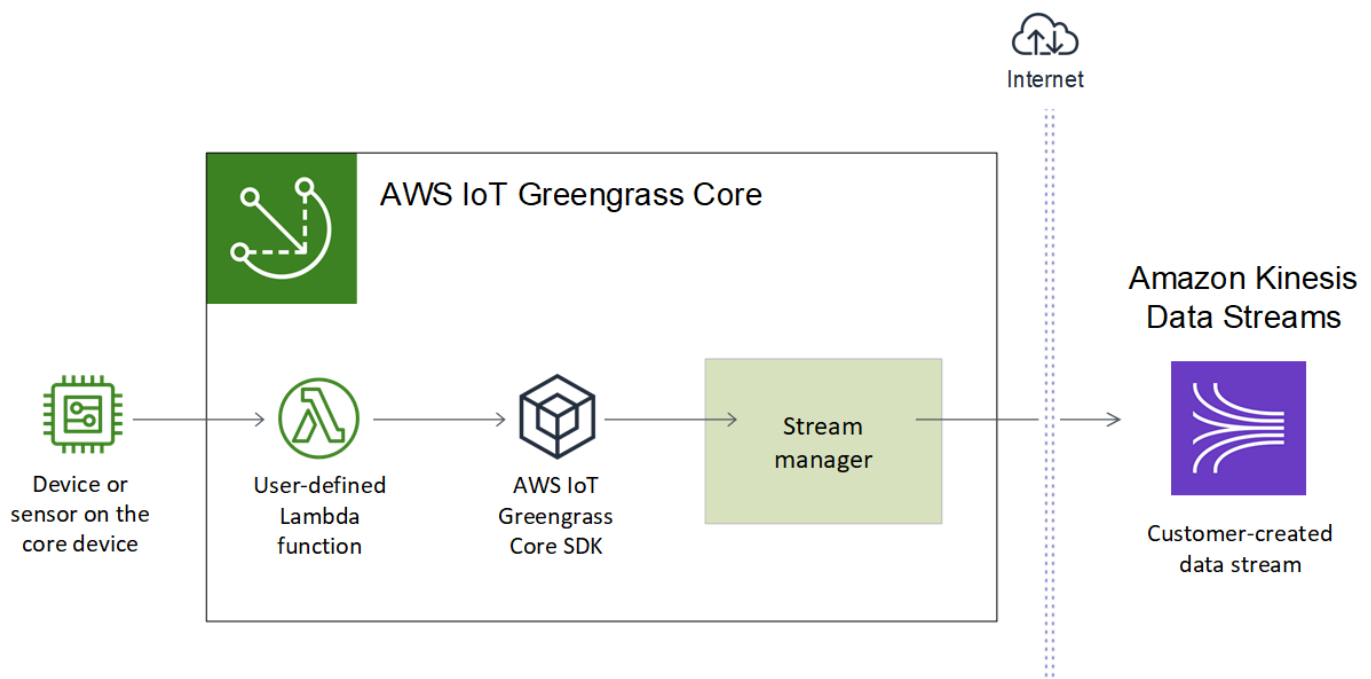 Internet
AWS IoT Greengrass Core
Amazon Kinesis
Data Streams
Stream
manager
Device or
sensor on the
core device
User-defined
Lambda
function
AWS IoT
Greengrass
Core SDK
Customer-created
data stream